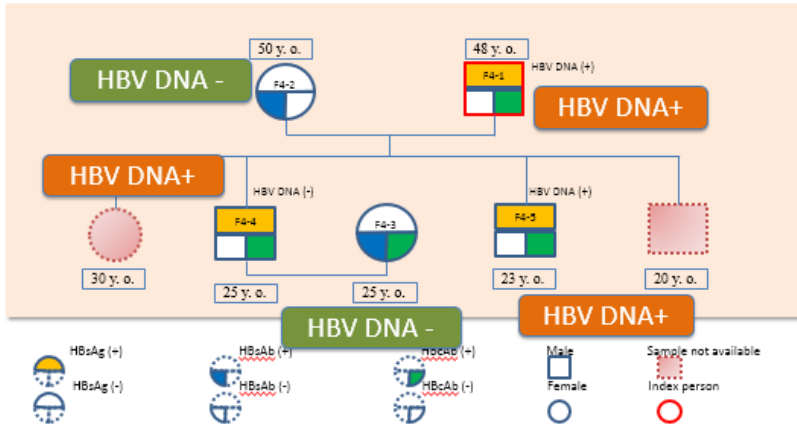 50 y. o.
48 y. o.
HBV DNA (+)
HBV DNA -
F4-2
F4-1
HBV DNA+
HBV DNA+
HBV DNA (-)
HBV DNA (+)
F4-4
F4-3
F4-5
30 y. o.
25 y. o.
25 y. o.
23 y. o.
20 y. o.
HBV DNA -
HBV DNA+
HBsAg (+)
HBsAb (+)
HbcAb (+)
Male
Sample not available
HBsAg (-)
HBsAb (-)
HBcAb (-)
Female
Index person